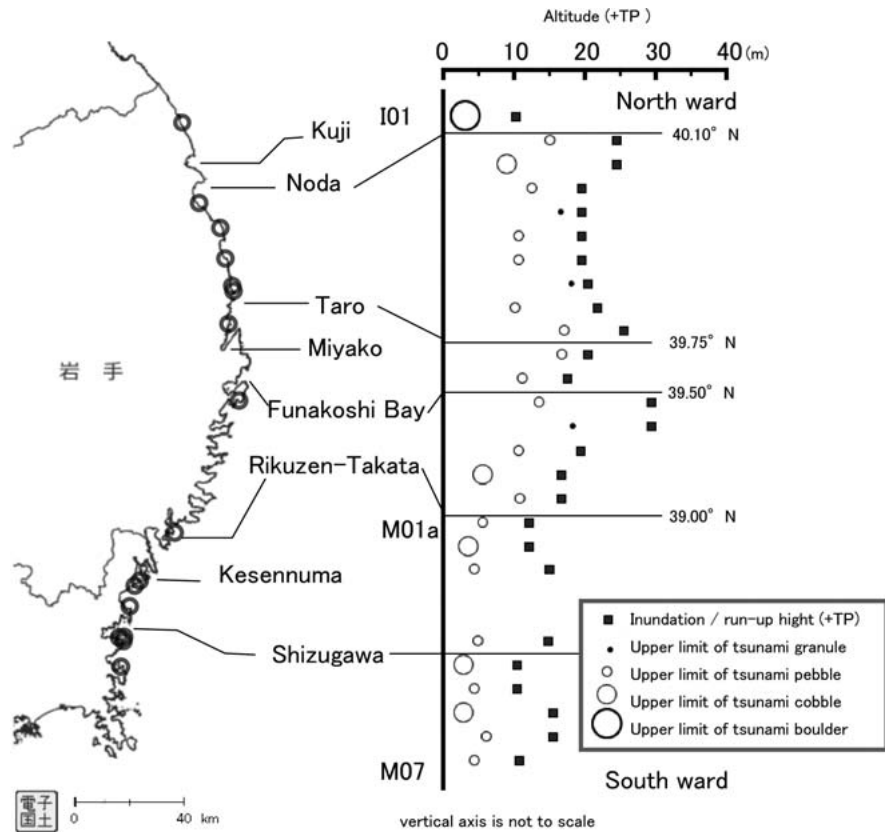 Altitude (+TP )
0 10 20 30 40 (m)
I01
North ward
Kuji
40.10° N
Noda
Taro
39.75° N
Miyako
岩 手
39.50° N
Funakoshi Bay
Rikuzen-Takata
39.00° N
M01a
Kesennuma
Inundation / run-up hight (+TP)
Upper limit of tsunami granule
Shizugawa
Upper limit of tsunami pebble
Upper limit of tsunami cobble
Upper limit of tsunami boulder
M07
South ward
電子
国土
0 40 km
vertical axis is not to scale